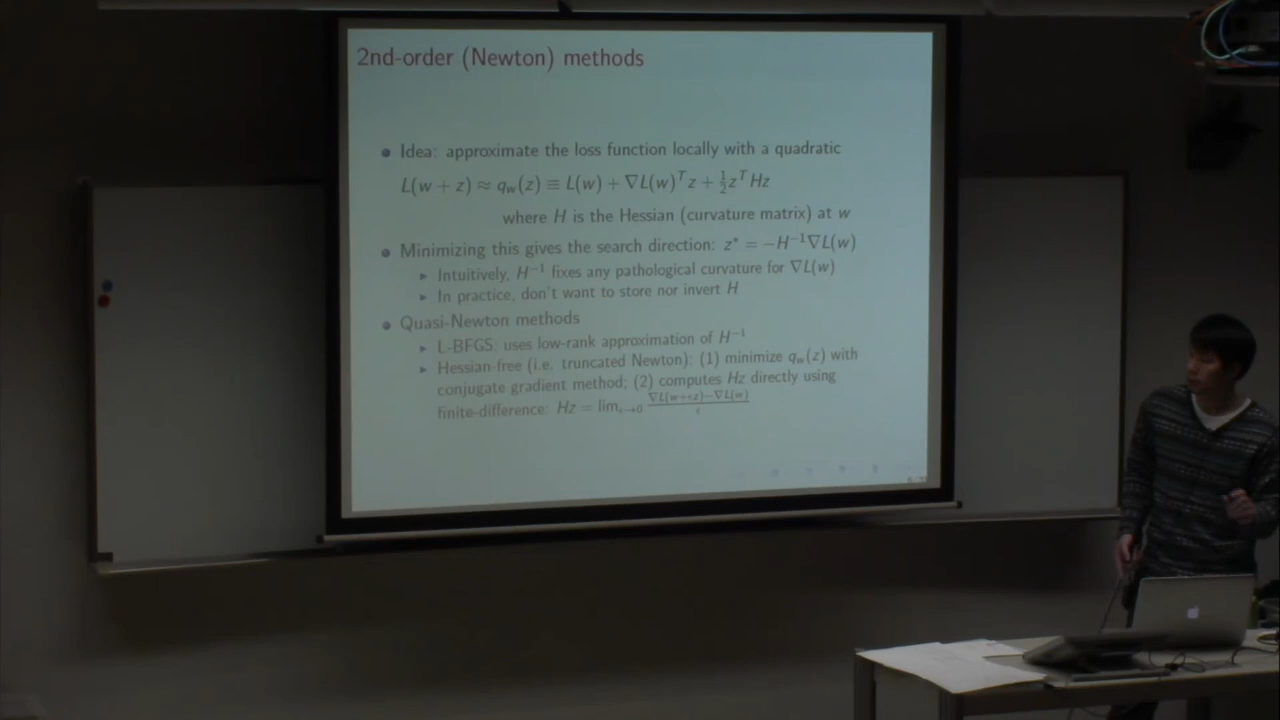 2nd-order (Newton) methods
Idea: approximate the loss function locally with a quadratic
L(w + z) ≈ q_w(z) ≡ L(w) + ∇L(w)^T z + ½z^T Hz
where H is the Hessian (curvature matrix) at w
Minimizing this gives the search direction: z* = −H⁻¹∇L(w)
Intuitively, H⁻¹ fixes any pathological curvature for ∇L(w)
In practice, don't want to store nor invert H
Quasi-Newton methods
L-BFGS: uses low-rank approximation of H⁻¹
Hessian-free (i.e. truncated Newton): (1) minimize q_w(z) with
conjugate gradient method; (2) computes Hz directly using
finite-difference: Hz = lim_{ϵ→0} (∇L(w+ϵz)−∇L(w))/ϵ